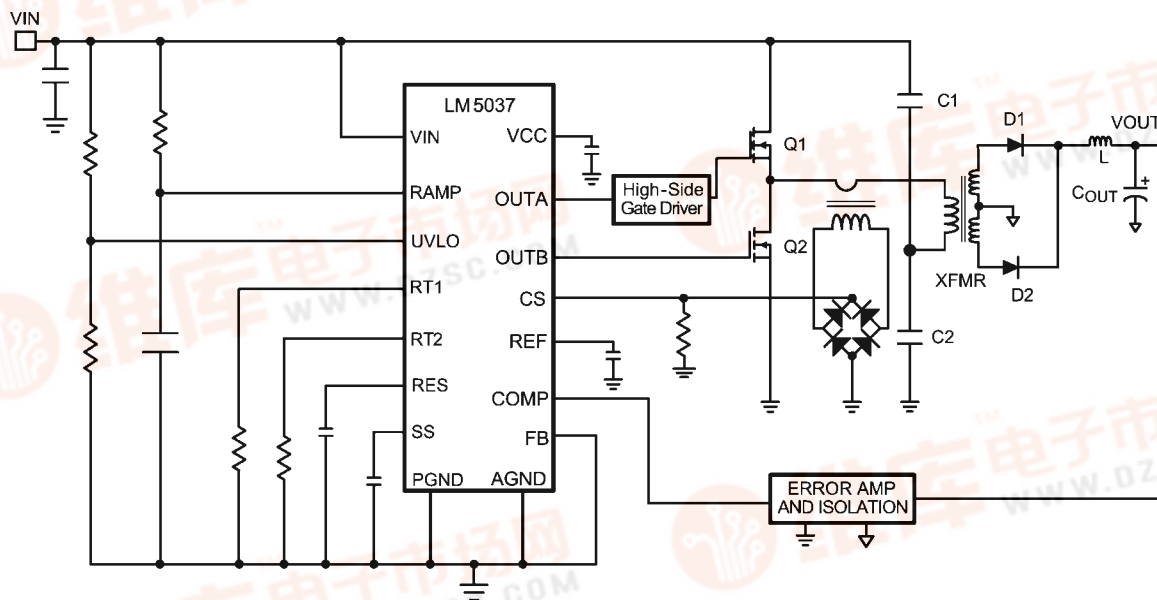 VIN
LM5037
VIN
VCC
RAMP
OUTA
UVLO
OUTB
RT1
CS
RT2
REF
RES
COMP
SS
FB
PGND
AGND
High-Side
Gate Driver
Q1
Q2
C1
C2
XFMR
D1
D2
L
VOUT
COUT
+
ERROR AMP
AND ISOLATION
维库电子市场网
WWW.DZSC.COM
TM